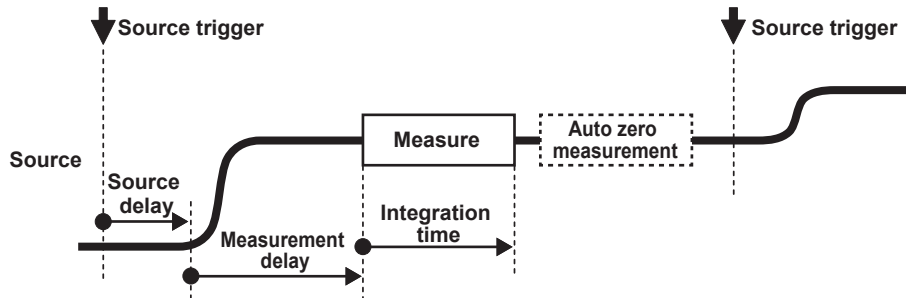 Source trigger
Source trigger
Measure
Auto zero
measurement
Source
Source
delay
Integration
time
Measurement
delay